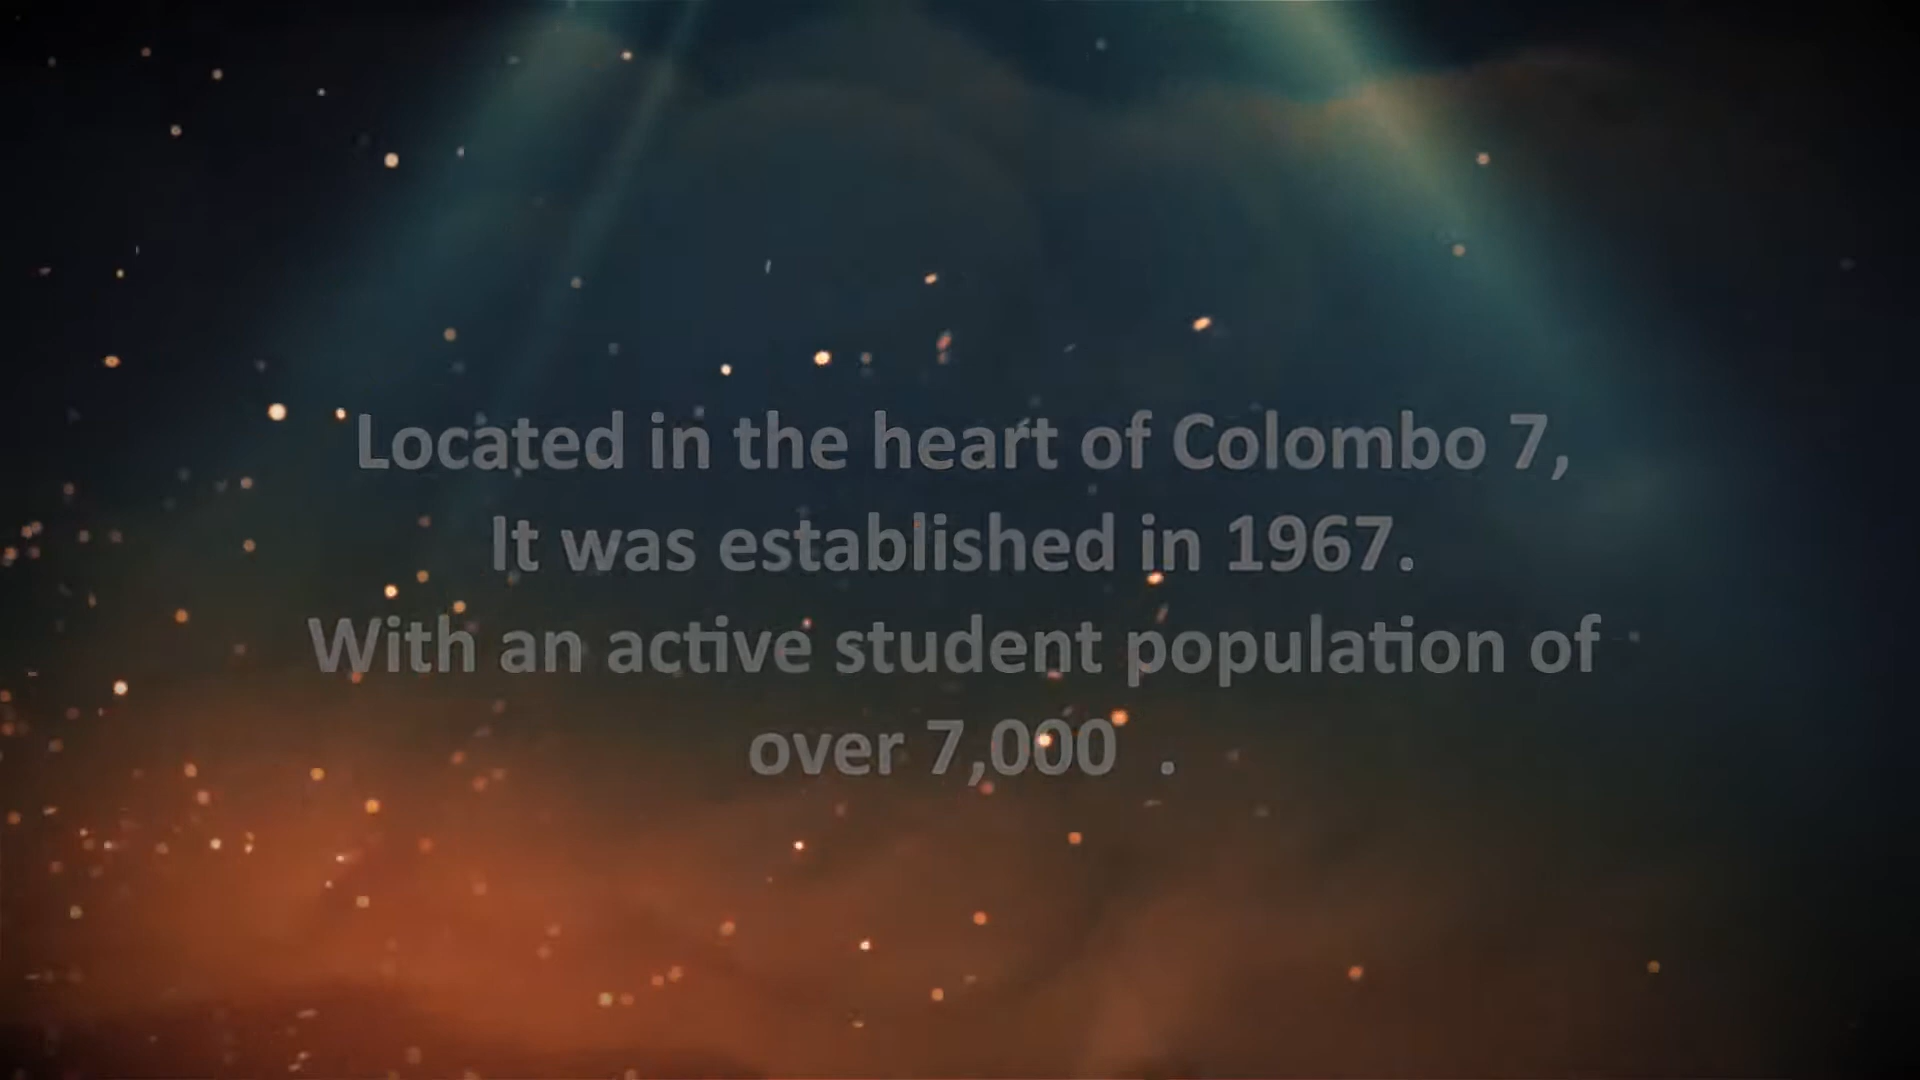 Located in the heart of Colombo 7,
It was established in 1967.
With an active student population of
over 7,000 .